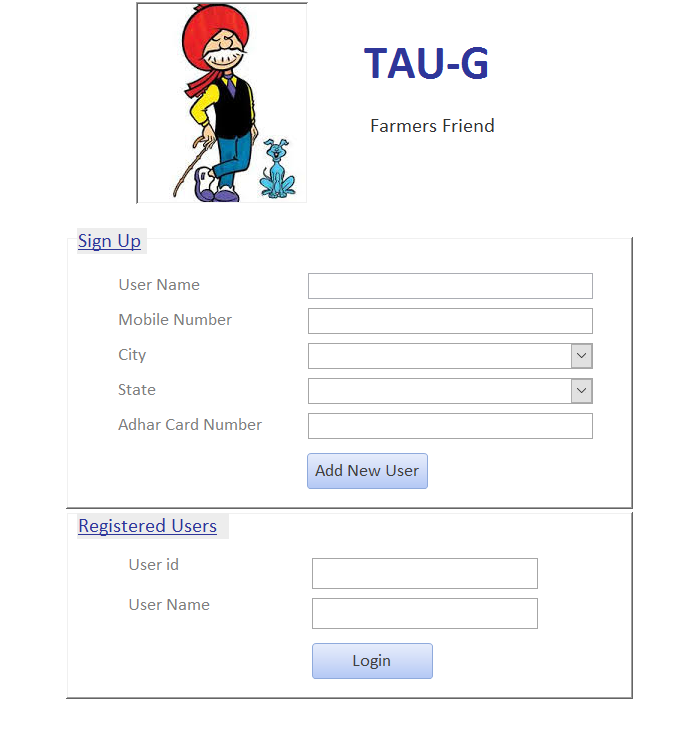 TAU-G
Farmers Friend
Sign Up
User Name
Mobile Number
City
State
Adhar Card Number
Add New User
Registered Users
User id
User Name
Login